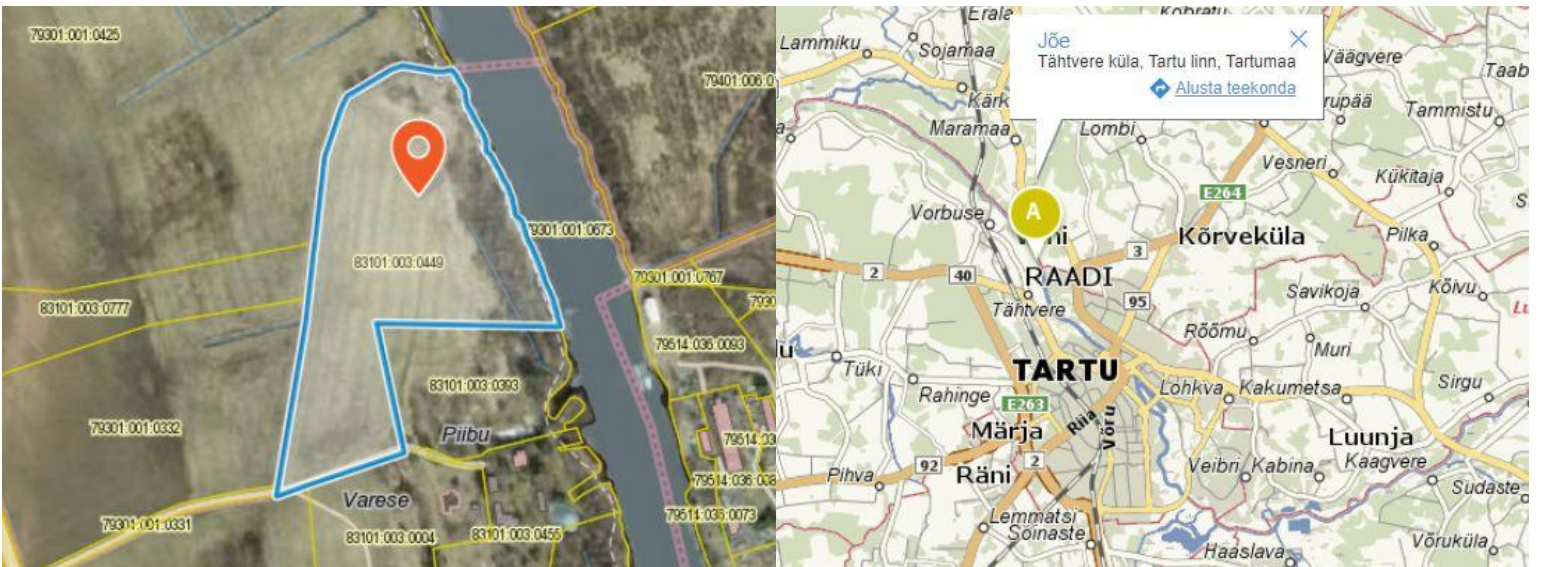 79301:001:0425
79401:006:0
79301:001:0673
83101:003:0449
79301:001:0767
83101:003:0777
7930
79514:036:0093
83101:003:0393
79301:001:0332
Piibu
79514:03
Varese
79514:036:008
79301:001:0331
83101:003:0004
83101:003:0455
79514:036:0073
Erala
Kobratu
Jõe
Tähtvere küla, Tartu linn, Tartumaa
Alusta teekonda
Lammiku
Sojamaa
Väägvere
Taab
Kärk
rupää
Tammistu
Maramaa
Lombi
Vesneri
Kükitaja
E264
S
Vorbuse
A
Kõrveküla
Pilka
3
2
40
RAADI
Savikoja
Kõivu
Lu
95
Tähtvere
Rõõmu
Muri
lu
Tüki
TARTU
Lohkva
Kakumetsa
Sirgu
Rahinge
E263
Märja
Riia
Võru
Luunja
92
2
Pihva
Räni
Veibri
Kabina
Kaagvere
Sudaste
Lemmatsi
Soinaste
Haaslava
Võruküla